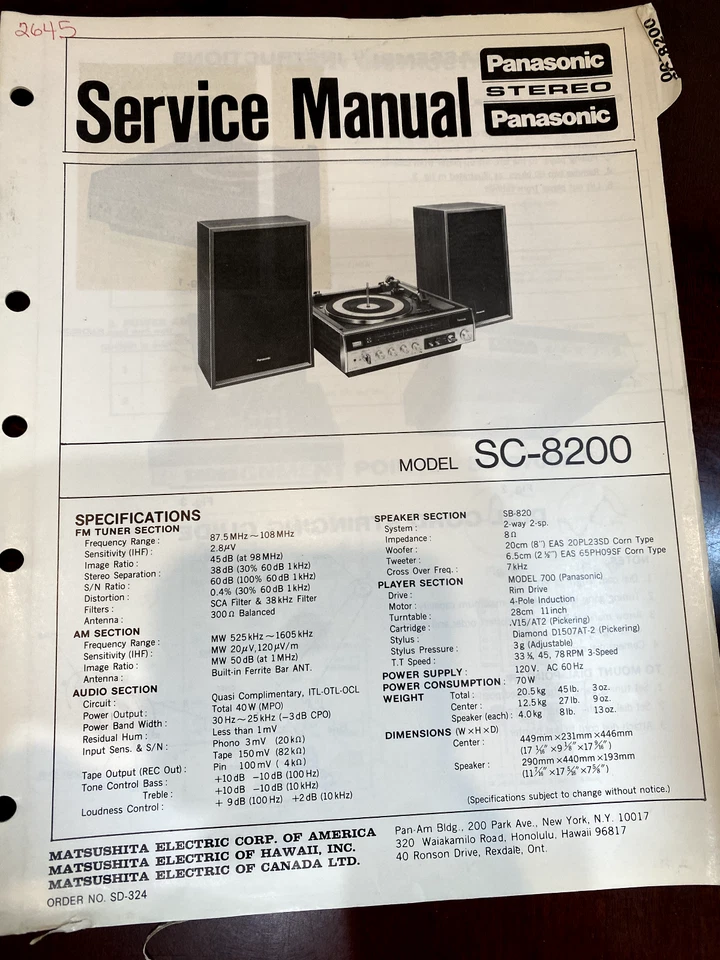 2645
SC-8200
Panasonic
Service Manual STEREO
Panasonic
Panasonic
Panasonic
MODEL SC-8200
SPECIFICATIONS
FM TUNER SECTION
Frequency Range: 87.5MHz~108MHz
Sensitivity (IHF): 2.8μV
Image Ratio: 45dB (at 98MHz)
Stereo Separation: 38dB (30% 60dB 1kHz)
S/N Ratio: 60dB (100% 60dB 1kHz)
Distortion: 0.4% (30% 60dB 1kHz)
Filters: SCA Filter & 38kHz Filter
Antenna: 300Ω Balanced
AM SECTION
Frequency Range: MW 525kHz~1605kHz
Sensitivity (IHF): MW 20μV, 120μV/m
Image Ratio: MW 50dB (at 1MHz)
Antenna: Built-in Ferrite Bar ANT.
AUDIO SECTION
Circuit: Quasi Complimentary, ITL-OTL-OCL
Power Output: Total 40W (MPO)
Power Band Width: 30Hz~25kHz (-3dB CPO)
Residual Hum: Less than 1mV
Input Sens. & S/N: Phono 3mV (20kΩ)
Tape 150mV (82kΩ)
Pin 100mV (4kΩ)
Tape Output (REC Out):
Tone Control Bass: +10dB -10dB (100Hz)
Treble: +10dB -10dB (10kHz)
Loudness Control: +9dB (100Hz) +2dB (10kHz)
SPEAKER SECTION SB-820
System: 2-way 2-sp.
Impedance: 8Ω
Woofer: 20cm (8") EAS 20PL23SD Corn Type
Tweeter: 6.5cm (2 ½") EAS 65PH09SF Corn Type
Cross Over Freq.: 7kHz
PLAYER SECTION MODEL 700 (Panasonic)
Drive: Rim Drive
Motor: 4-Pole Induction
Turntable: 28cm 11inch
Cartridge: .V15/AT2 (Pickering)
Stylus: Diamond D1507AT-2 (Pickering)
Stylus Pressure: 3g (Adjustable)
T.T Speed: 33⅓, 45, 78RPM 3-Speed
POWER SUPPLY: 120V. AC 60Hz
POWER CONSUMPTION: 70W
WEIGHT Total: 20.5kg 45lb. 3oz.
Center: 12.5kg 27lb. 9oz.
Speaker (each): 4.0kg 8lb. 13oz.
DIMENSIONS (W×H×D)
Center: 449mm×231mm×446mm
Speaker: 290mm×440mm×193mm
(Specifications subject to change without notice.)
MATSUSHITA ELECTRIC CORP. OF AMERICA Pan-Am Bldg., 200 Park Ave., New York, N.Y. 10017
MATSUSHITA ELECTRIC OF HAWAII, INC. 320 Waiakamilo Road, Honolulu, Hawaii 96817
MATSUSHITA ELECTRIC OF CANADA LTD. 40 Ronson Drive, Rexdale, Ont.
ORDER NO. SD-324